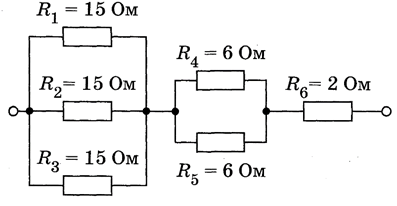 R₁ = 15 Ом
R₂ = 15 Ом
R₃ = 15 Ом
R₄ = 6 Ом
R₅ = 6 Ом
R₆ = 2 Ом